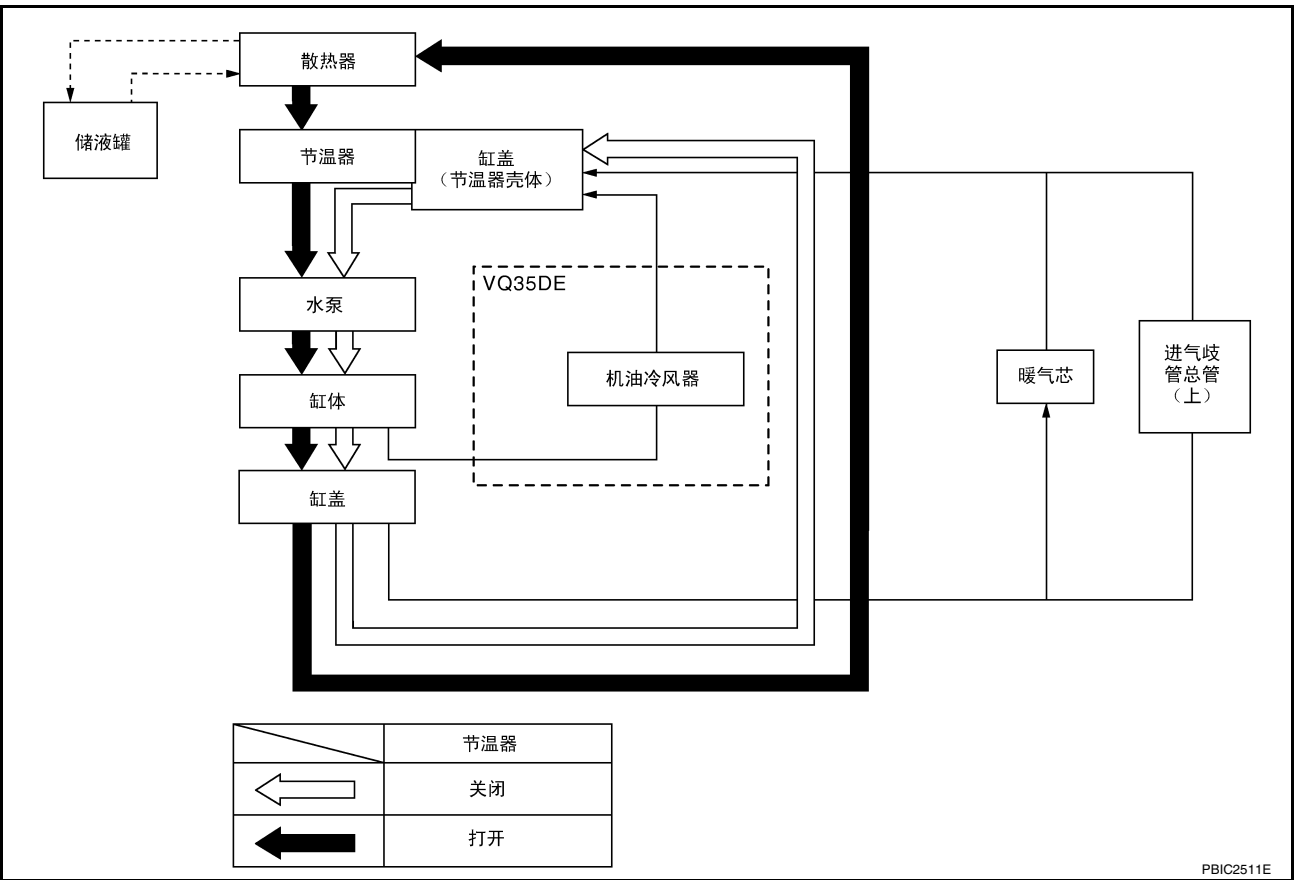 散热器
储液罐
节温器
缸盖
（节温器壳体）
VQ35DE
水泵
进气歧
管总管
（上）
机油冷风器
暖气芯
缸体
缸盖
节温器
关闭
打开
PBIC2511E